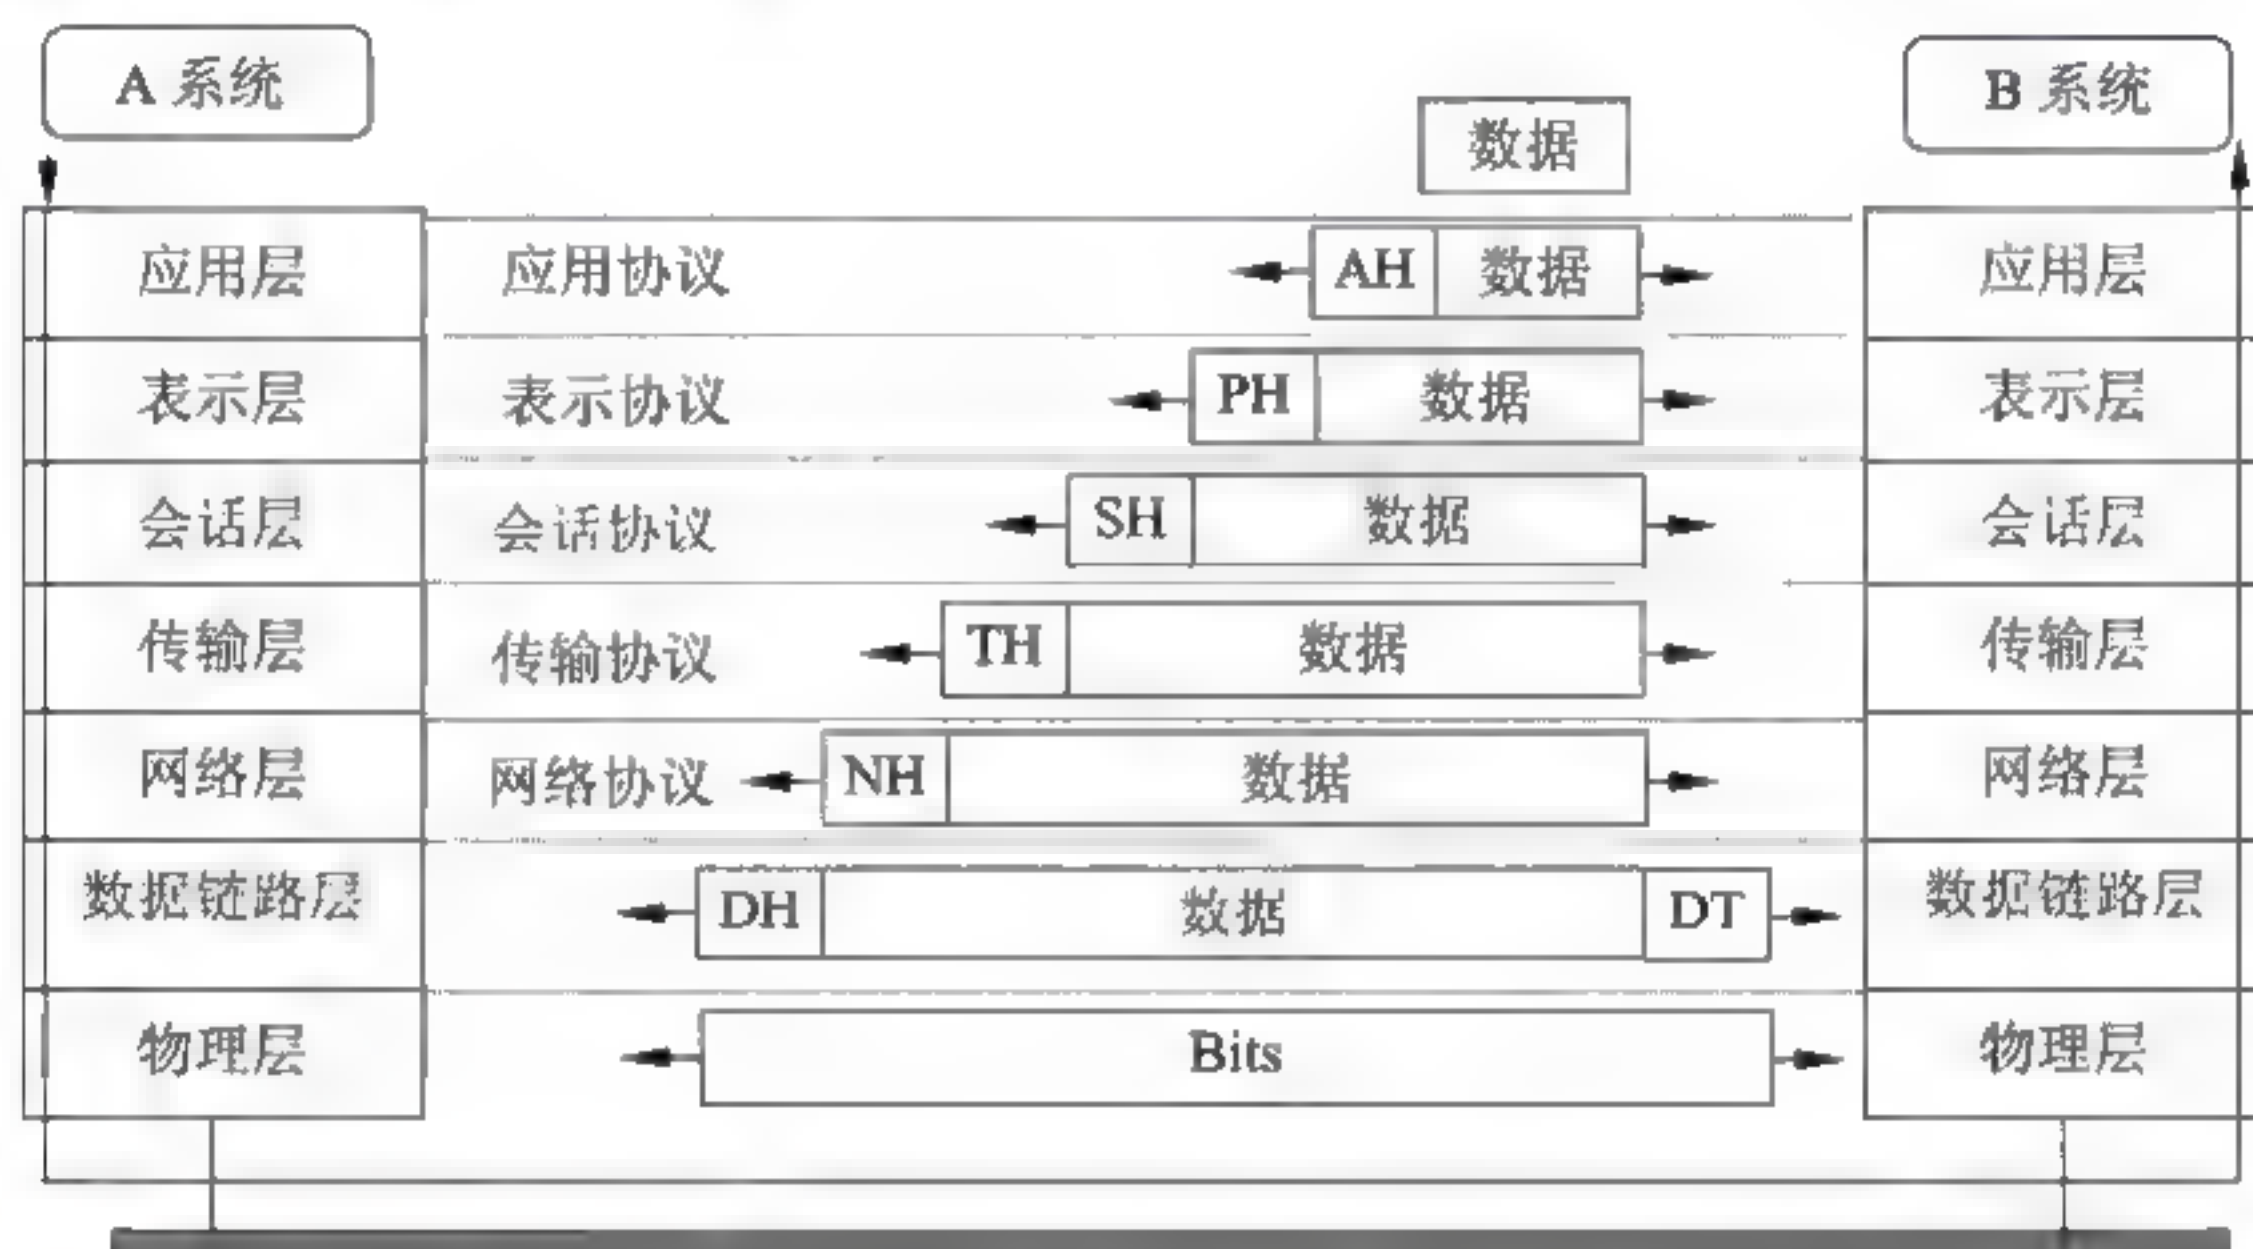 A 系统
B 系统
数据
应用层 应用协议 AH 数据 应用层
表示层 表示协议 PH 数据 表示层
会话层 会话协议 SH 数据 会话层
传输层 传输协议 TH 数据 传输层
网络层 网络协议 NH 数据 网络层
数据链路层 DH 数据 DT 数据链路层
物理层 Bits 物理层